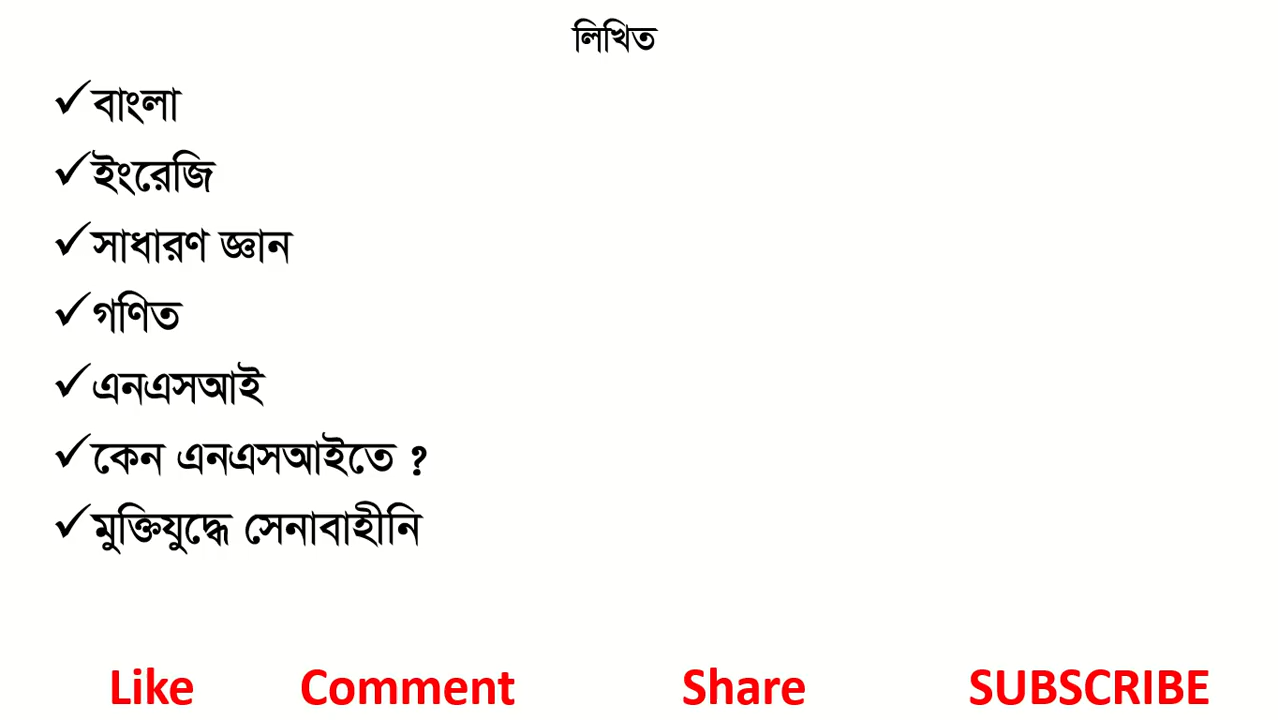 লিখিত
✓বাংলা
✓ইংরেজি
✓সাধারণ জ্ঞান
✓গণিত
✓এনএসআই
✓কেন এনএসআইতে ?
✓মুক্তিযুদ্ধে সেনাবাহীনি
Like Comment Share SUBSCRIBE